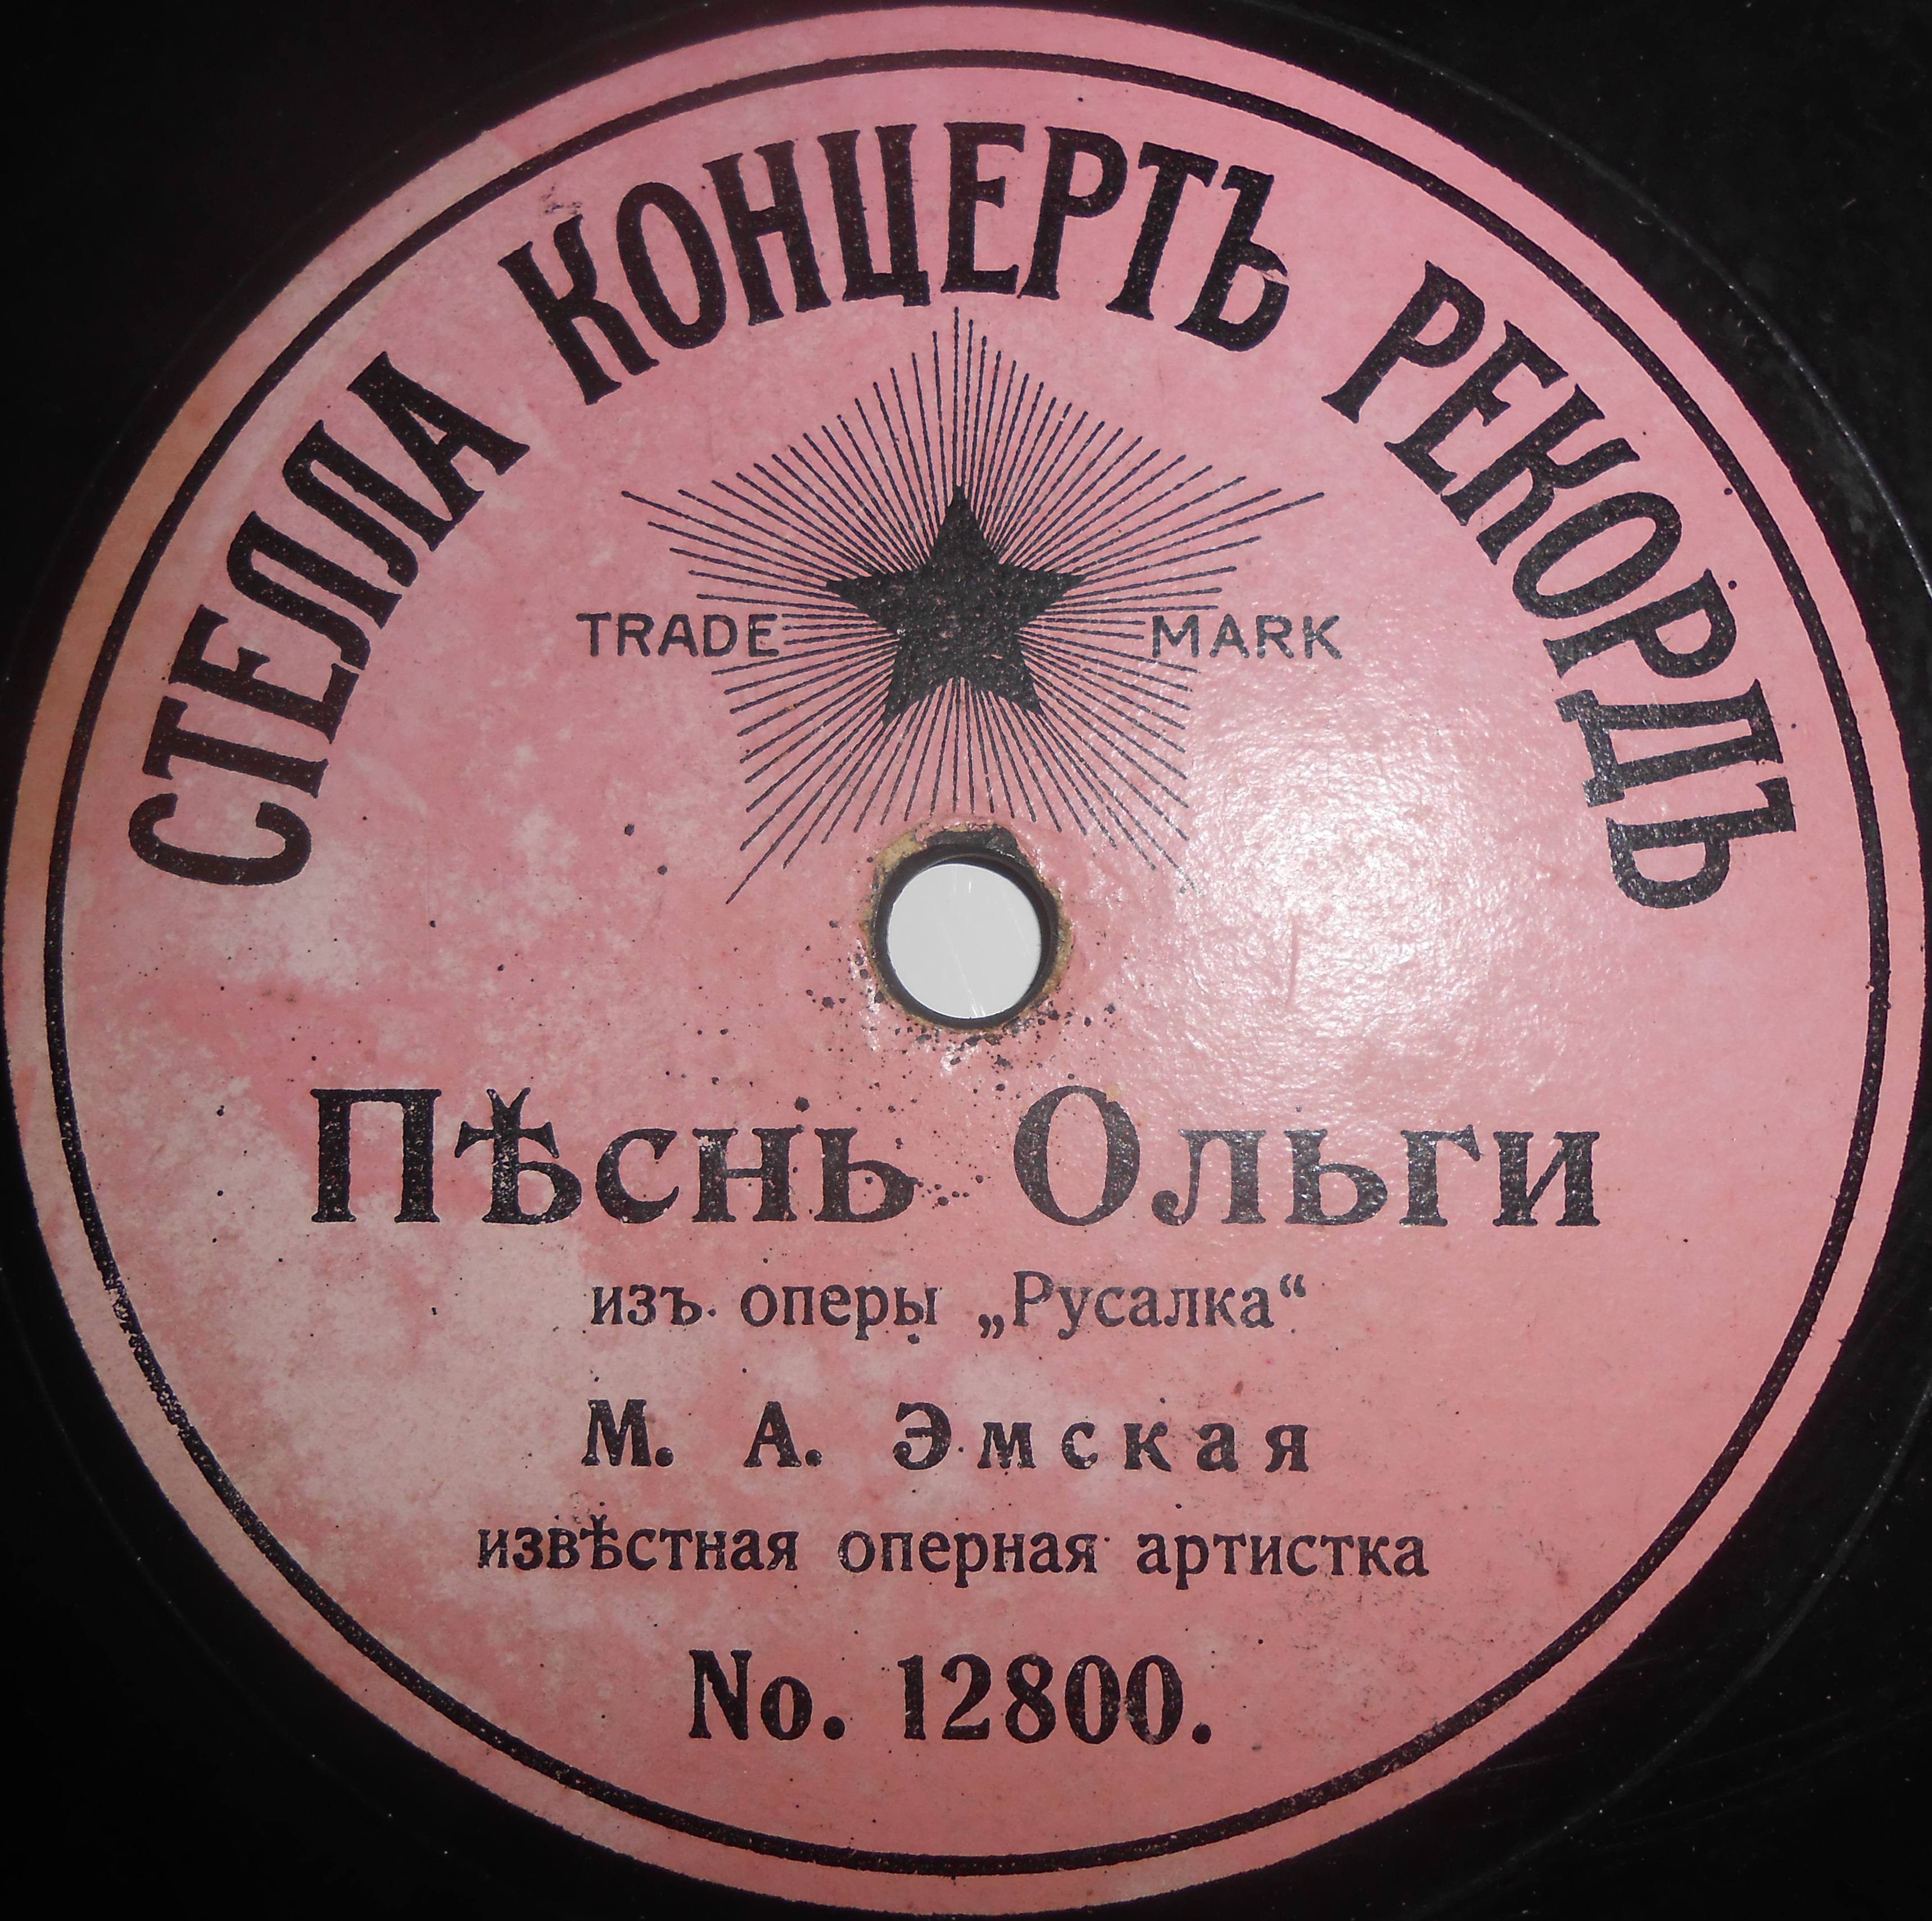 СТЕЛЛА КОНЦЕРТЪ РЕКОРДЪ
TRADE MARK
Пѣснь Ольги
изъ оперы „Русалка“
М. А. Эмская
извѣстная оперная артистка
No. 12800.